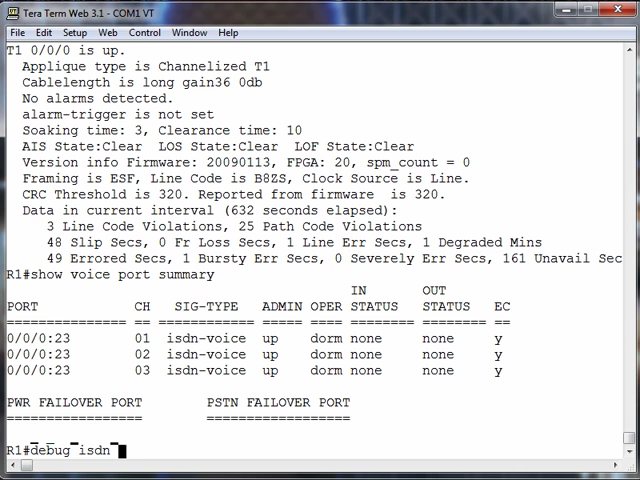 Tera Term Web 3.1 - COM1 VT
File Edit Setup Web Control Window Help
T1 0/0/0 is up.
Applique type is Channelized T1
Cablelength is long gain36 0db
No alarms detected.
alarm-trigger is not set
Soaking time: 3, Clearance time: 10
AIS State:Clear LOS State:Clear LOF State:Clear
Version info Firmware: 20090113, FPGA: 20, spm_count = 0
Framing is ESF, Line Code is B8ZS, Clock Source is Line.
CRC Threshold is 320. Reported from firmware is 320.
Data in current interval (632 seconds elapsed):
3 Line Code Violations, 25 Path Code Violations
48 Slip Secs, 0 Fr Loss Secs, 1 Line Err Secs, 1 Degraded Mins
49 Errored Secs, 1 Bursty Err Secs, 0 Severely Err Secs, 161 Unavail Sec
R1#show voice port summary
IN OUT
PORT CH SIG-TYPE ADMIN OPER STATUS STATUS EC
=============== == ============ ===== ==== ======== ======== ==
0/0/0:23 01 isdn-voice up dorm none none y
0/0/0:23 02 isdn-voice up dorm none none y
0/0/0:23 03 isdn-voice up dorm none none y
PWR FAILOVER PORT PSTN FAILOVER PORT
================= ==================
R1#debug isdn